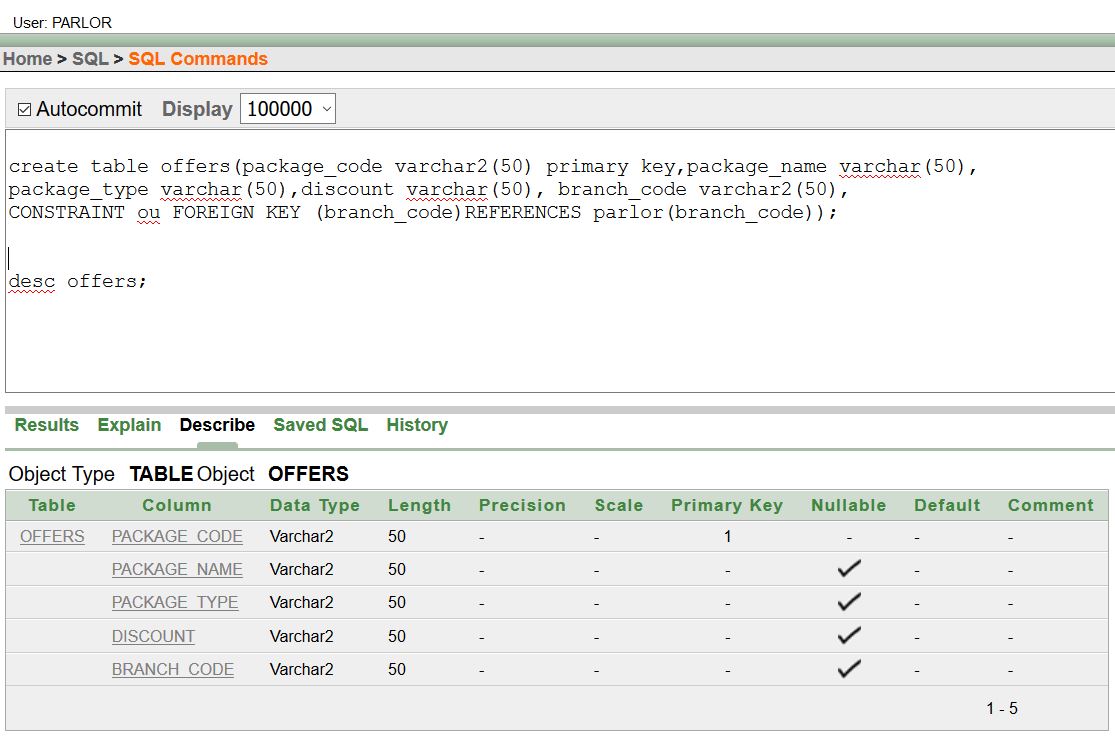 User: PARLOR
Home > SQL > SQL Commands
Autocommit Display 100000
create table offers(package_code varchar2(50) primary key,package_name varchar(50),
package_type varchar(50),discount varchar(50), branch_code varchar2(50),
CONSTRAINT ou FOREIGN KEY (branch_code)REFERENCES parlor(branch_code));
desc offers;
Results Explain Describe Saved SQL History
Object Type TABLE Object OFFERS
Table Column Data Type Length Precision Scale Primary Key Nullable Default Comment
OFFERS PACKAGE_CODE Varchar2 50 - - 1 - - -
PACKAGE_NAME Varchar2 50 - - - ✓ - -
PACKAGE_TYPE Varchar2 50 - - - ✓ - -
DISCOUNT Varchar2 50 - - - ✓ - -
BRANCH_CODE Varchar2 50 - - - ✓ - -
1 - 5